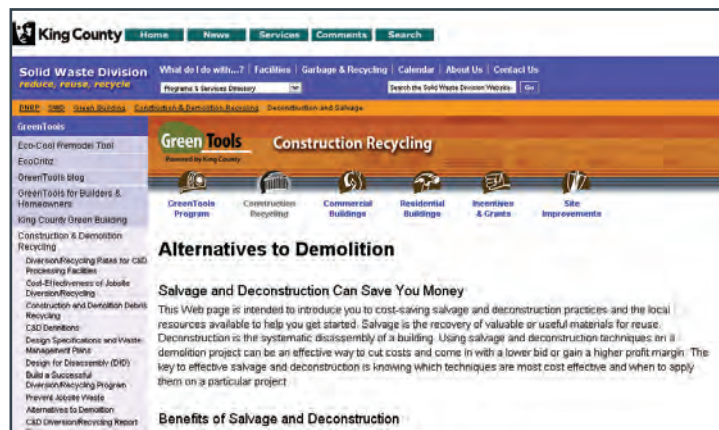 King County
Home News Services Comments Search
Solid Waste Division
reduce, reuse, recycle
What do I do with...? | Facilities | Garbage & Recycling | Calendar | About Us | Contact Us
Programs & Services Directory
Search the Solid Waste Division Website
Go
DNRP SWD Green Building Construction & Demolition Recycling Deconstruction and Salvage
GreenTools
Eco-Cool Remodel Tool
EcoCribz
GreenTools blog
GreenTools for Builders &
Homeowners
King County Green Building
Construction & Demolition
Recycling
Diversion/Recycling Rates for C&D
Processing Facilities
Cost-Effectiveness of Jobsite
Diversion/Recycling
Construction and Demolition Debris
Recycling
C&D Definitions
Design Specifications and Waste
Management Plans
Design for Disassembly (DfD)
Build a Successful
Diversion/Recycling Program
Prevent Jobsite Waste
Alternatives to Demolition
C&D Diversion/Recycling Report
Green Tools
Powered by King County
Construction Recycling
GreenTools
Program
Construction
Recycling
Commercial
Buildings
Residential
Buildings
Incentives
& Grants
Site
Improvements
Alternatives to Demolition
Salvage and Deconstruction Can Save You Money
This Web page is intended to introduce you to cost-saving salvage and deconstruction practices and the local
resources available to help you get started. Salvage is the recovery of valuable or useful materials for reuse.
Deconstruction is the systematic disassembly of a building. Using salvage and deconstruction techniques on a
demolition project can be an effective way to cut costs and come in with a lower bid or gain a higher profit margin. The
key to effective salvage and deconstruction is knowing which techniques are most cost effective and when to apply
them on a particular project.
Benefits of Salvage and Deconstruction